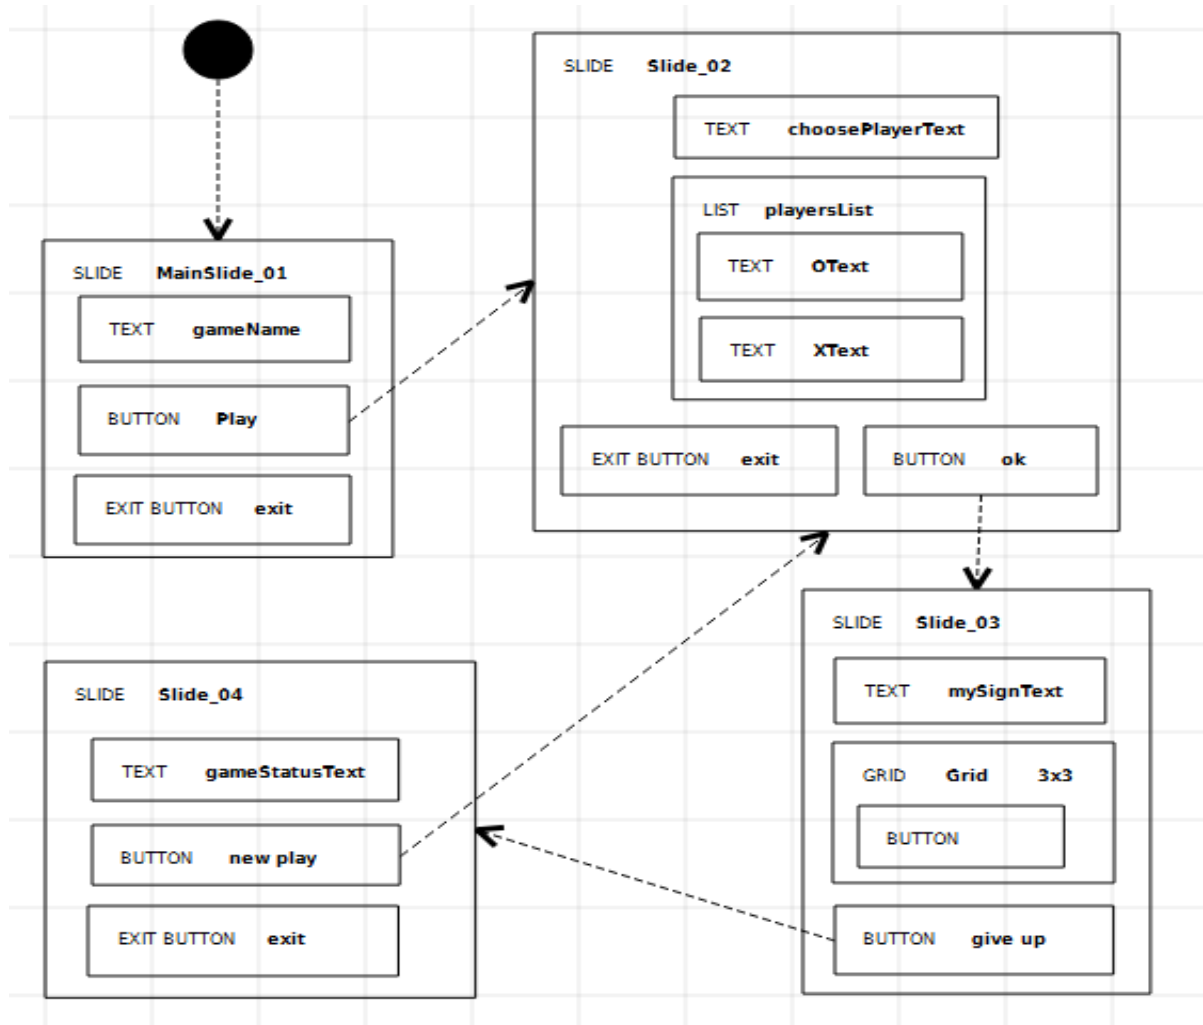 SLIDE MainSlide_01
TEXT gameName
BUTTON Play
EXIT BUTTON exit
SLIDE Slide_02
TEXT choosePlayerText
LIST playersList
TEXT OText
TEXT XText
EXIT BUTTON exit
BUTTON ok
SLIDE Slide_03
TEXT mySignText
GRID Grid 3x3
BUTTON
BUTTON give up
SLIDE Slide_04
TEXT gameStatusText
BUTTON new play
EXIT BUTTON exit